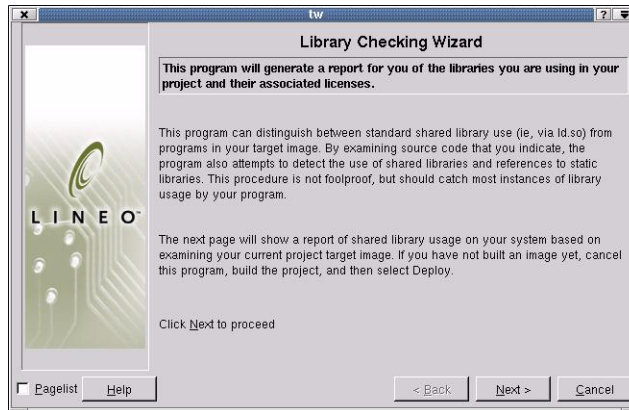 tw
?
Library Checking Wizard
This program will generate a report for you of the libraries you are using in your
project and their associated licenses.
This program can distinguish between standard shared library use (ie, via ld.so) from
programs in your target image. By examining source code that you indicate, the
program also attempts to detect the use of shared libraries and references to static
libraries. This procedure is not foolproof, but should catch most instances of library
usage by your program.
LINEO™
The next page will show a report of shared library usage on your system based on
examining your current project target image. If you have not built an image yet, cancel
this program, build the project, and then select Deploy.
Click Next to proceed
Pagelist Help < Back Next > Cancel